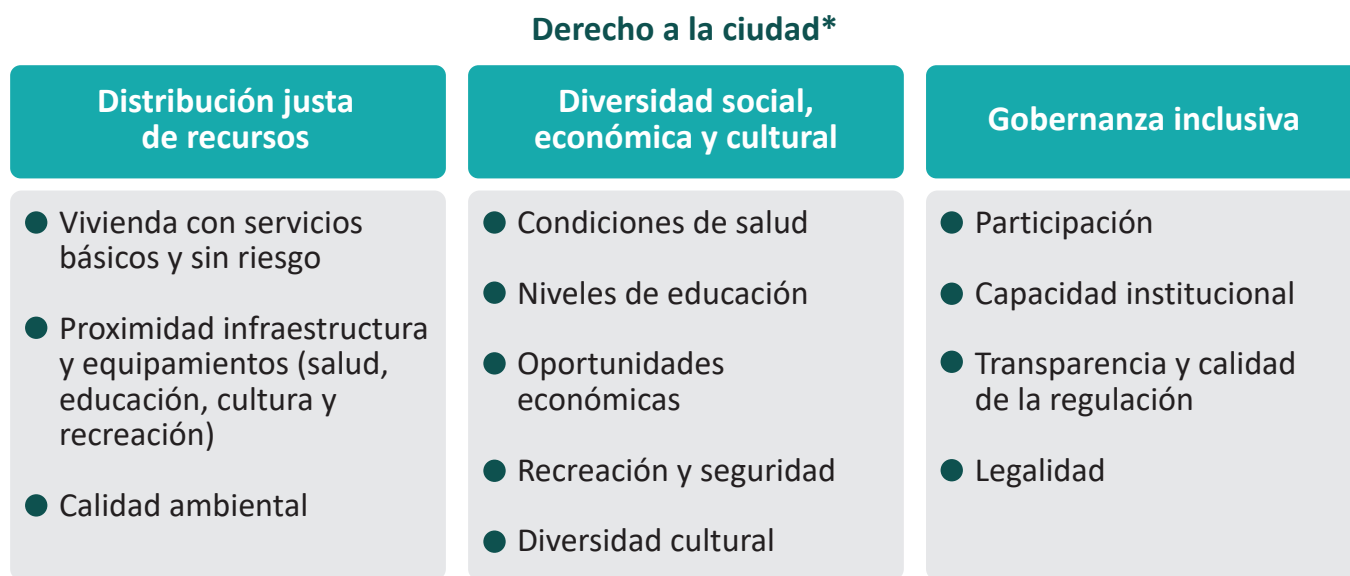 Derecho a la ciudad*
Distribución justa
de recursos
Vivienda con servicios
básicos y sin riesgo
Proximidad infraestructura
y equipamientos (salud,
educación, cultura y
recreación)
Calidad ambiental
Diversidad social,
económica y cultural
Condiciones de salud
Niveles de educación
Oportunidades
económicas
Recreación y seguridad
Diversidad cultural
Gobernanza inclusiva
Participación
Capacidad institucional
Transparencia y calidad
de la regulación
Legalidad